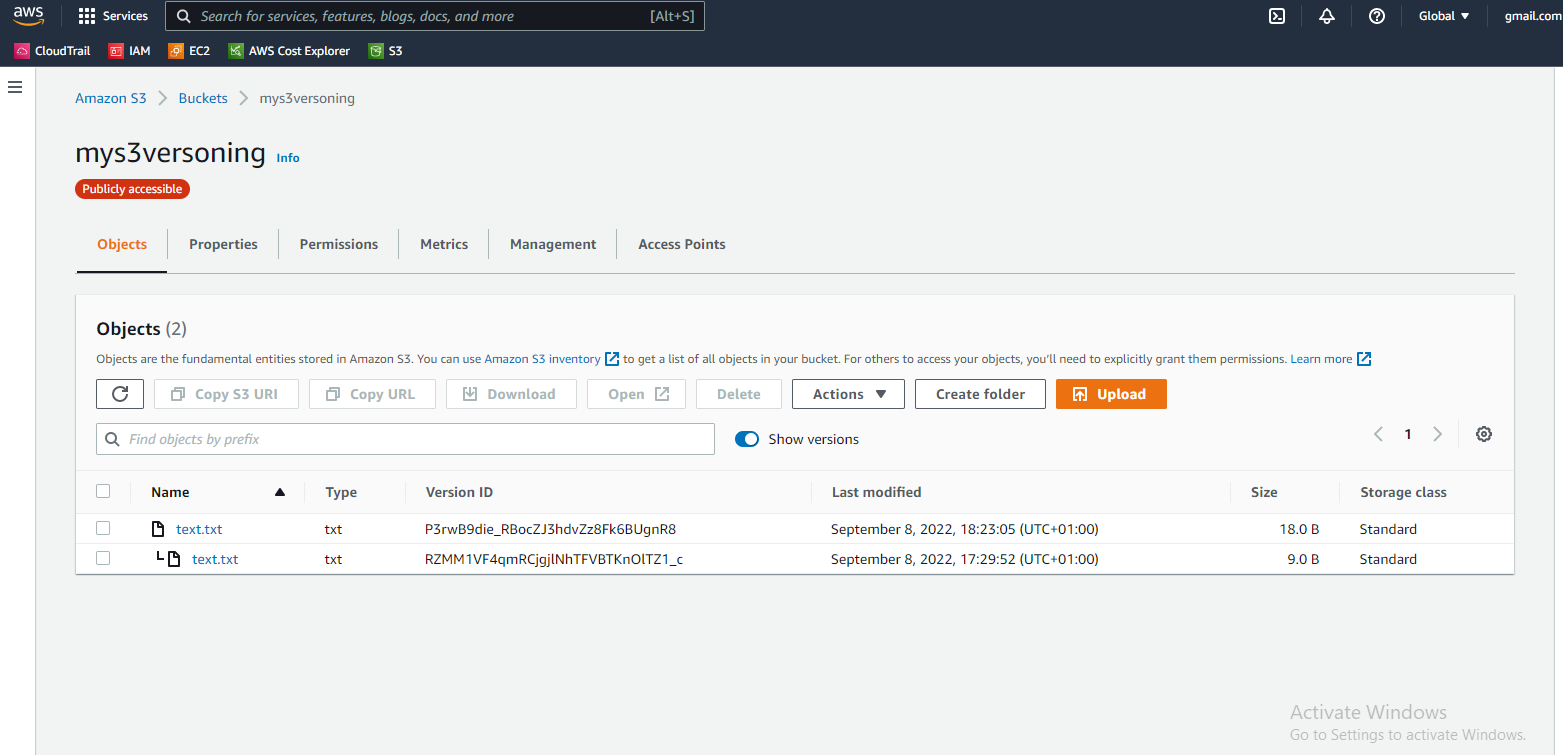 aws Services Search for services, features, blogs, docs, and more [Alt+S] Global gmail.com
CloudTrail IAM EC2 AWS Cost Explorer S3
Amazon S3 Buckets mys3versoning
mys3versoning Info
Publicly accessible
Objects Properties Permissions Metrics Management Access Points
Objects (2)
Objects are the fundamental entities stored in Amazon S3. You can use Amazon S3 inventory to get a list of all objects in your bucket. For others to access your objects, you'll need to explicitly grant them permissions. Learn more
Copy S3 URI Copy URL Download Open Delete Actions Create folder Upload
Find objects by prefix Show versions 1
Name Type Version ID Last modified Size Storage class
text.txt txt P3rwB9die_RBocZJ3hdvZz8Fk6BUgnR8 September 8, 2022, 18:23:05 (UTC+01:00) 18.0 B Standard
text.txt txt RZMM1VF4qmRCjgjlNhTFVBTKnOlTZ1_c September 8, 2022, 17:29:52 (UTC+01:00) 9.0 B Standard
Activate Windows
Go to Settings to activate Windows.